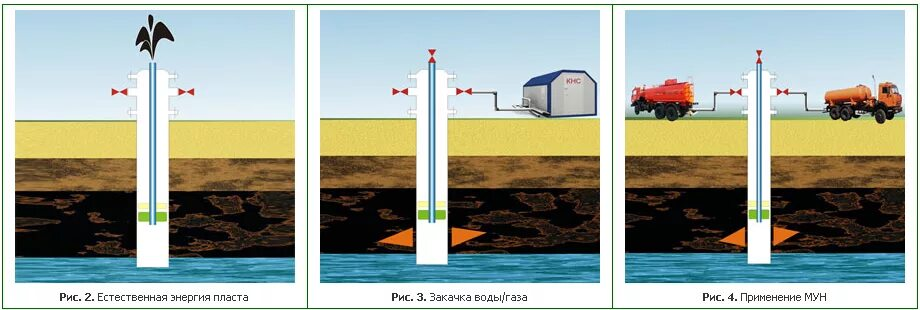 КНС
Рис. 2. Естественная энергия пласта
Рис. 3. Закачка воды/газа
Рис. 4. Применение МУН